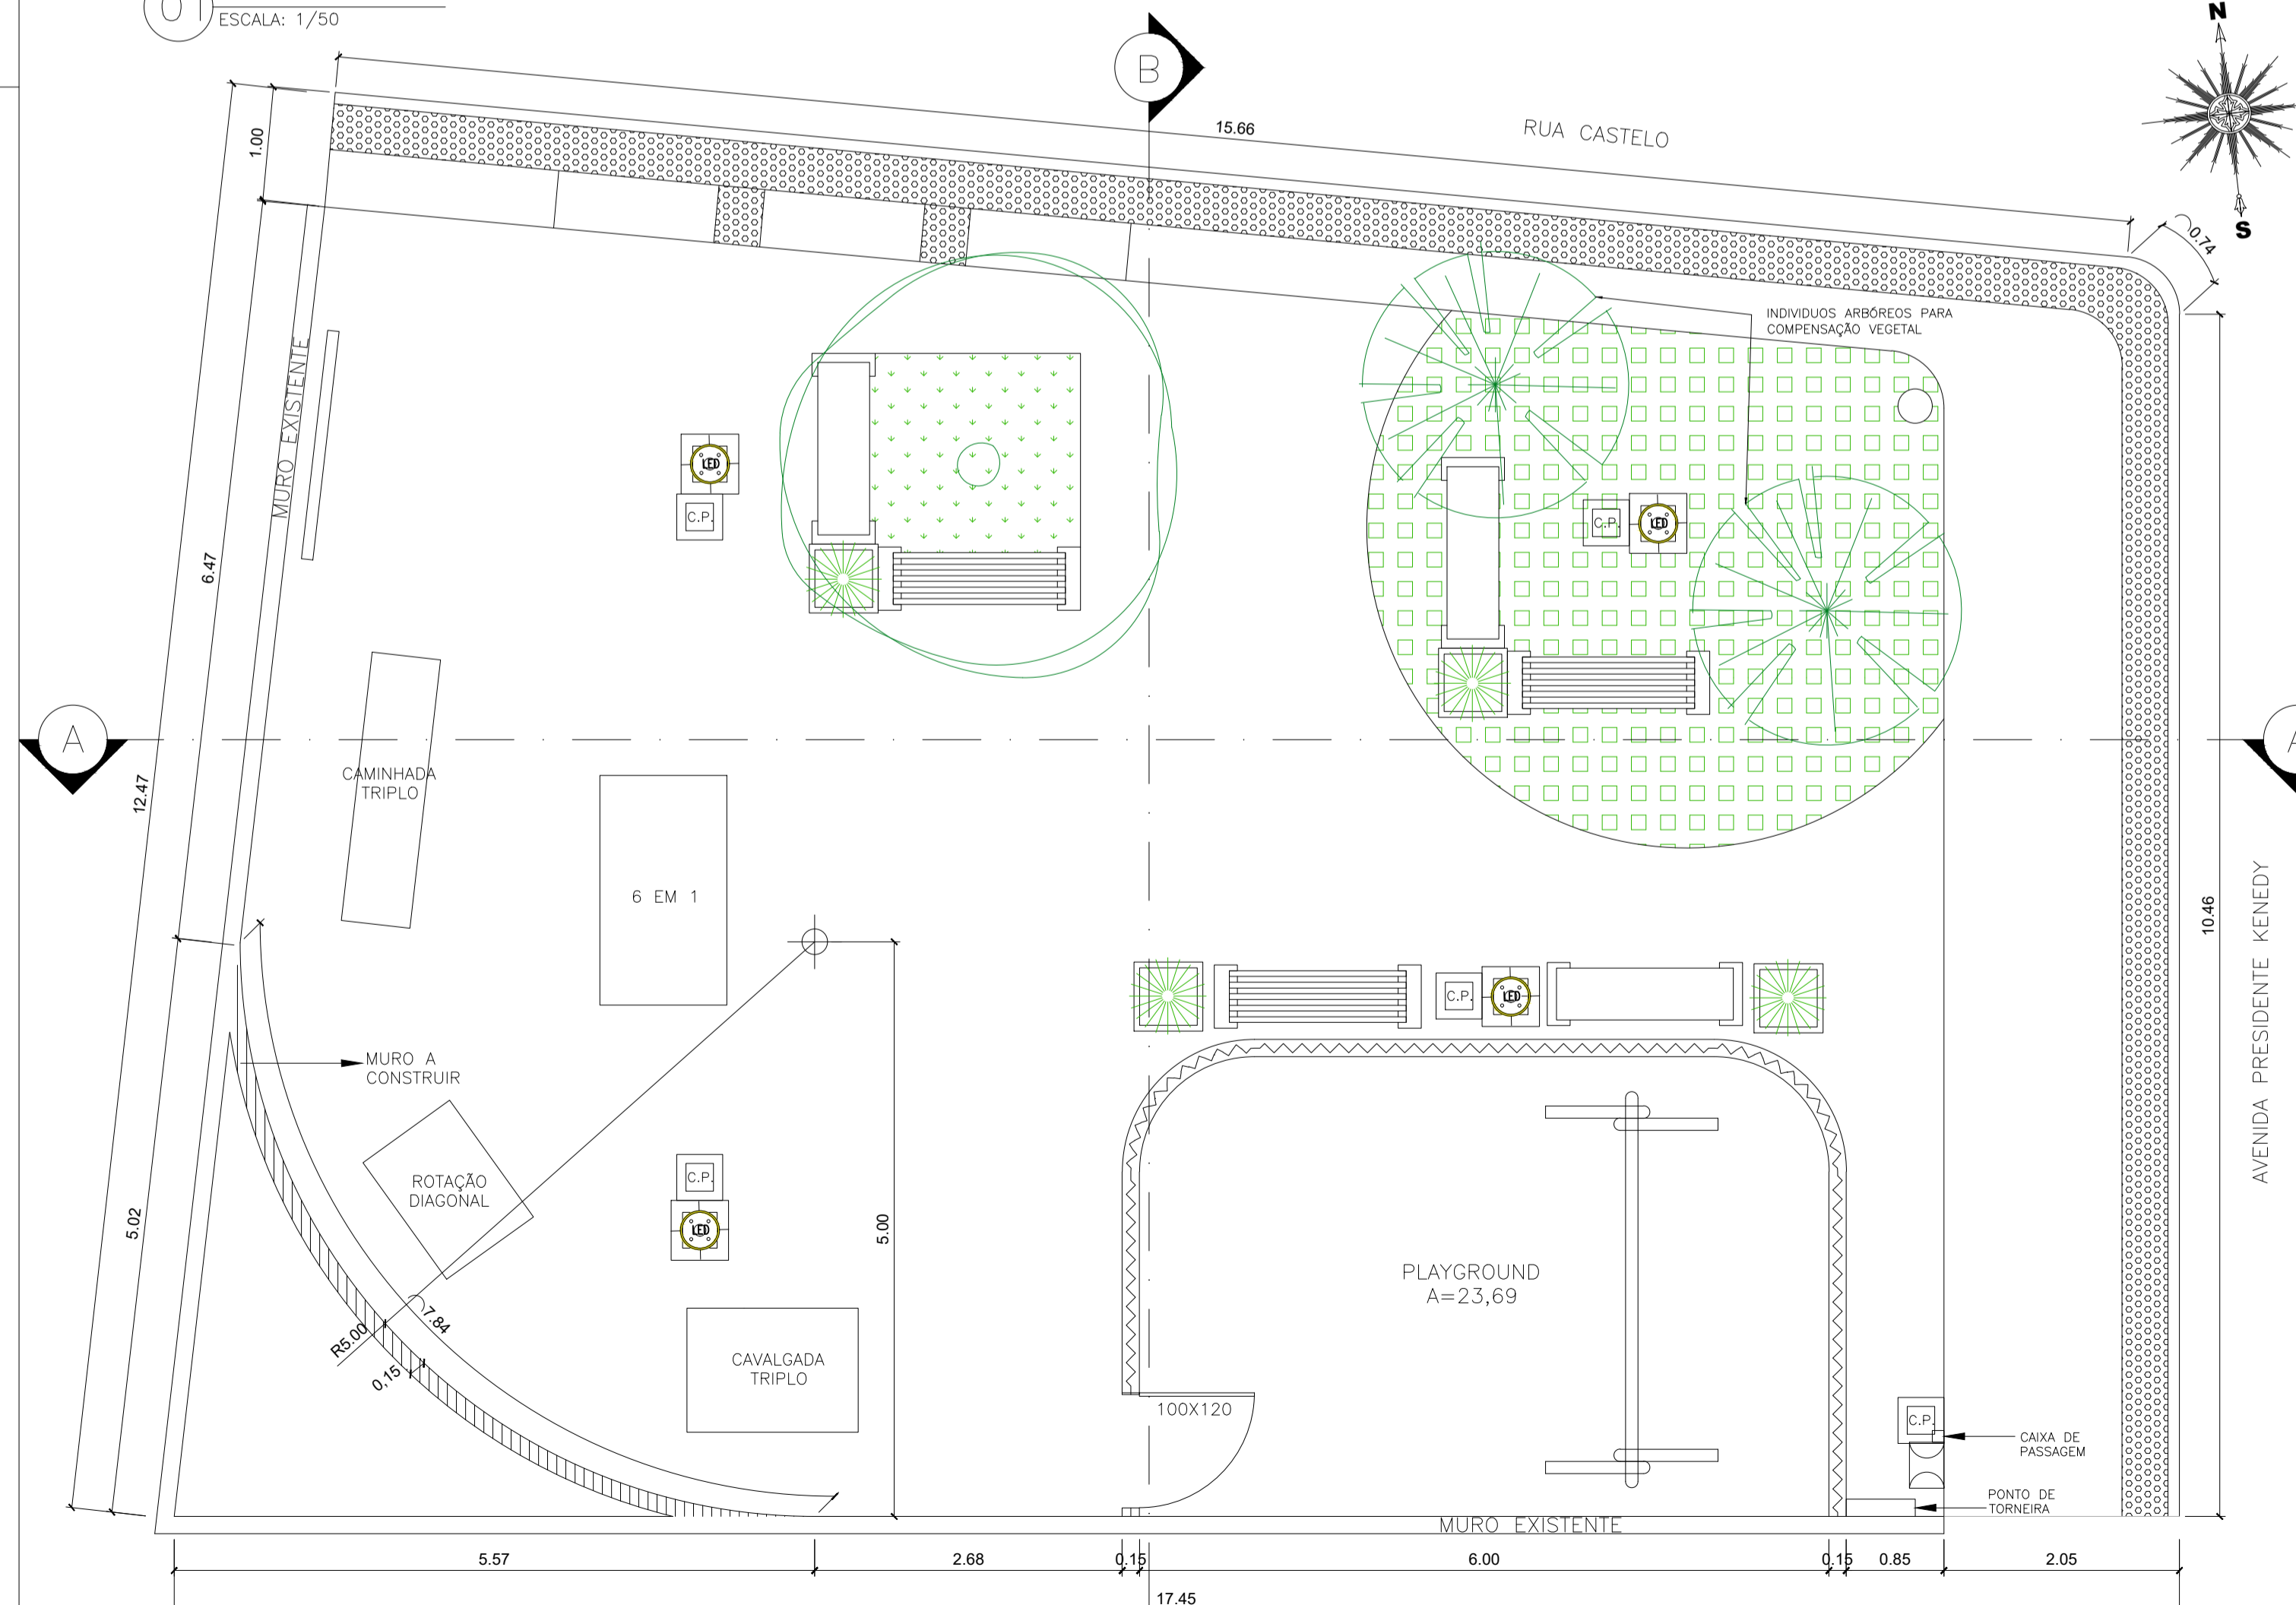 01
ESCALA: 1/50
B
N
S
15.66
RUA CASTELO
1.00
0.74
INDIVIDUOS ARBÓREOS PARA
COMPENSAÇÃO VEGETAL
MURO EXISTENTE
LED
C.P.
C.P.
LED
6.47
A
A
12.47
CAMINHADA
TRIPLO
6 EM 1
10.46
AVENIDA PRESIDENTE KENEDY
C.P.
LED
MURO A
CONSTRUIR
ROTAÇÃO
DIAGONAL
C.P.
LED
5.02
5.00
PLAYGROUND
A=23,69
7.84
R5.00
0,15
CAVALGADA
TRIPLO
100X120
C.P.
CAIXA DE
PASSAGEM
PONTO DE
TORNEIRA
MURO EXISTENTE
5.57
2.68
0.15
6.00
0.15
0.85
2.05
17.45